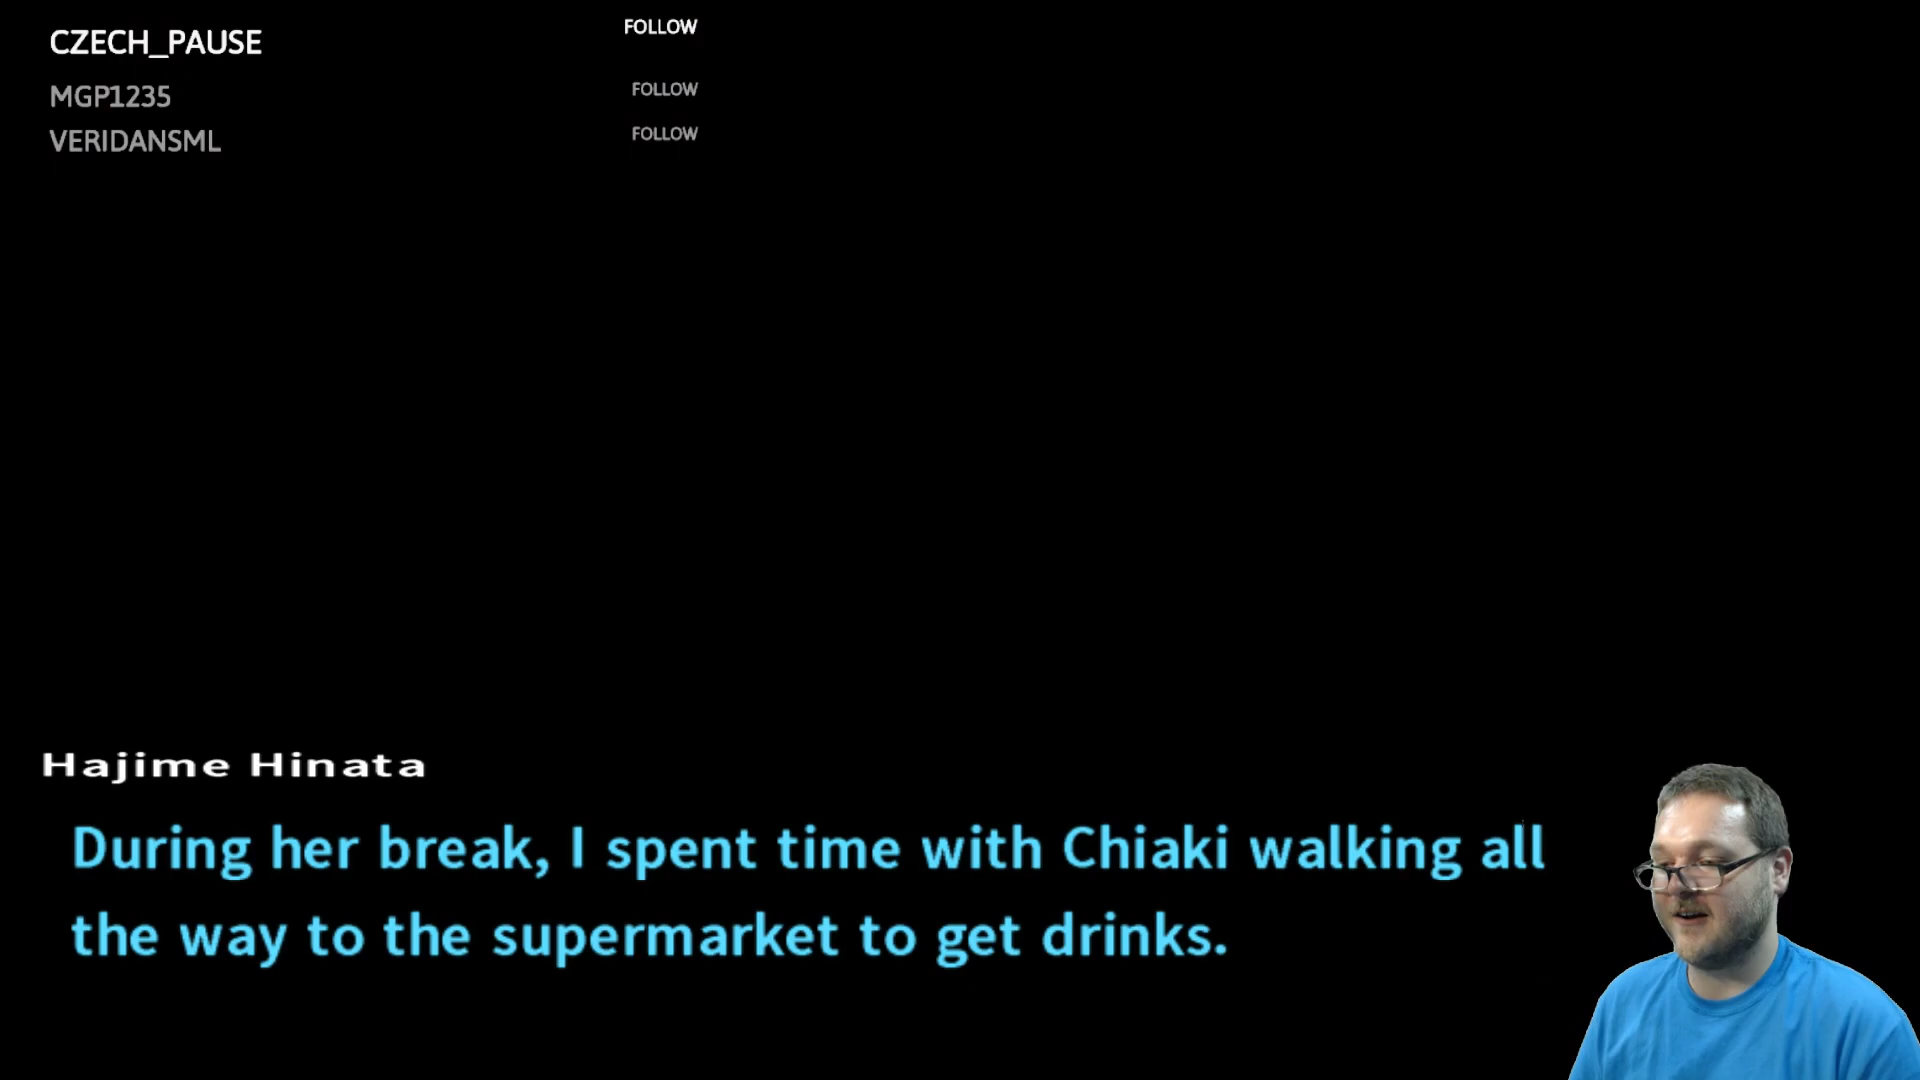 CZECH_PAUSE FOLLOW
MGP1235 FOLLOW
VERIDANSML FOLLOW
Hajime Hinata
During her break, I spent time with Chiaki walking all
the way to the supermarket to get drinks.